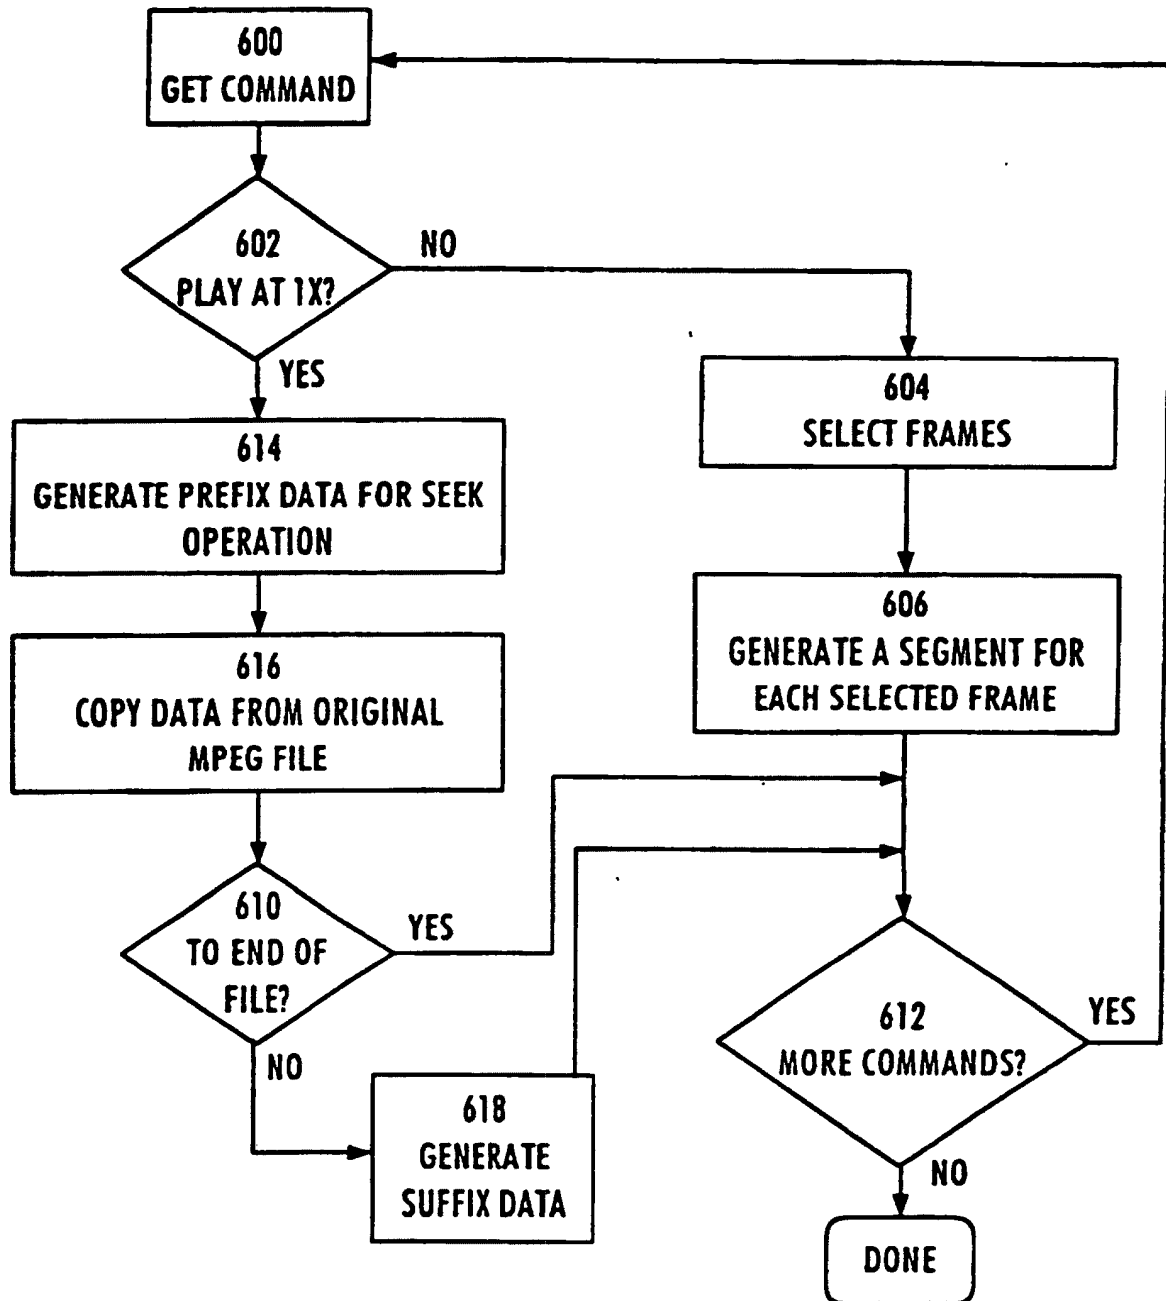 600
GET COMMAND
602
PLAY AT 1X?
NO
YES
604
SELECT FRAMES
614
GENERATE PREFIX DATA FOR SEEK
OPERATION
606
GENERATE A SEGMENT FOR
EACH SELECTED FRAME
616
COPY DATA FROM ORIGINAL
MPEG FILE
610
TO END OF
FILE?
YES
NO
612
MORE COMMANDS?
YES
NO
618
GENERATE
SUFFIX DATA
DONE